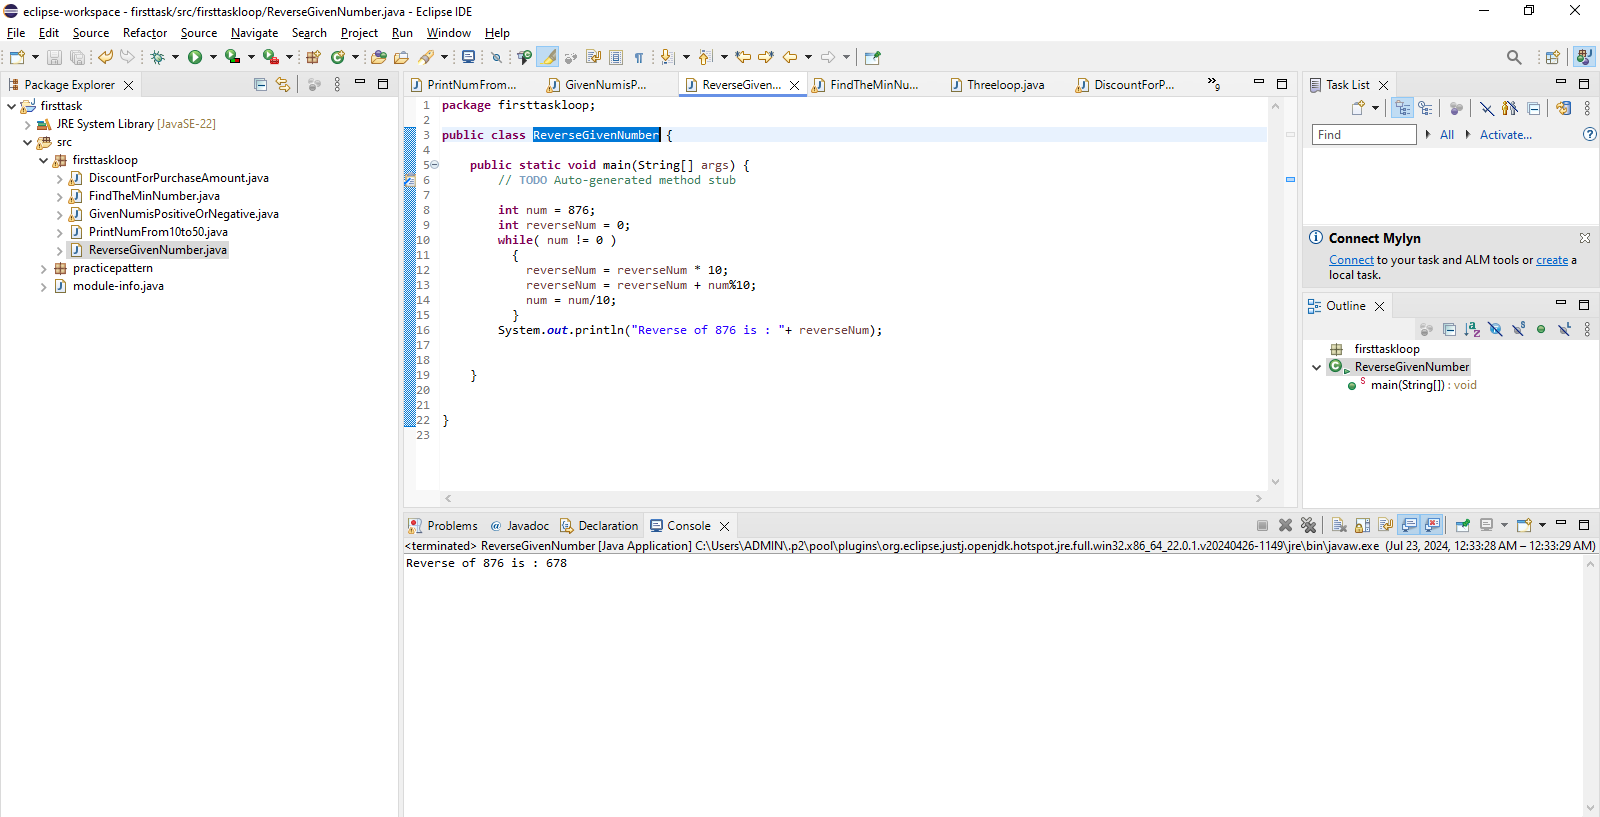 eclipse-workspace - firsttask/src/firsttaskloop/ReverseGivenNumber.java - Eclipse IDE
File Edit Source Refactor Source Navigate Search Project Run Window Help
Package Explorer
firsttask
JRE System Library [JavaSE-22]
src
firsttaskloop
DiscountForPurchaseAmount.java
FindTheMinNumber.java
GivenNumisPositiveOrNegative.java
PrintNumFrom10to50.java
ReverseGivenNumber.java
practicepattern
module-info.java
PrintNumFrom... GivenNumisP... ReverseGiven... FindTheMinNu... Threeloop.java DiscountForP... »9
1 package firsttaskloop;
2
3 public class ReverseGivenNumber {
4
5 public static void main(String[] args) {
6 // TODO Auto-generated method stub
7
8 int num = 876;
9 int reverseNum = 0;
10 while( num != 0 )
11 {
12 reverseNum = reverseNum * 10;
13 reverseNum = reverseNum + num%10;
14 num = num/10;
15 }
16 System.out.println("Reverse of 876 is : "+ reverseNum);
17
18
19 }
20
21
22 }
23
Task List
Find All Activate...
Connect Mylyn
Connect to your task and ALM tools or create a
local task.
Outline
firsttaskloop
ReverseGivenNumber
main(String[]) : void
Problems Javadoc Declaration Console
<terminated> ReverseGivenNumber [Java Application] C:\Users\ADMIN\.p2\pool\plugins\org.eclipse.justj.openjdk.hotspot.jre.full.win32.x86_64_22.0.1.v20240426-1149\jre\bin\javaw.exe (Jul 23, 2024, 12:33:28 AM – 12:33:29 AM)
Reverse of 876 is : 678